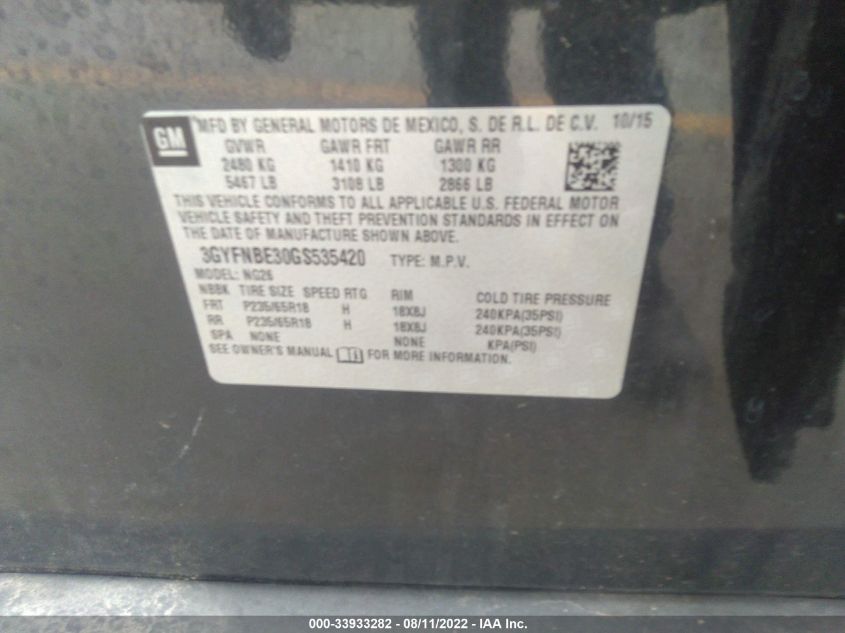 GM
MFD BY GENERAL MOTORS DE MEXICO, S. DE R.L. DE C.V. 10/15
GVWR GAWR FRT GAWR RR
2480 KG 1410 KG 1300 KG
5467 LB 3108 LB 2866 LB
THIS VEHICLE CONFORMS TO ALL APPLICABLE U.S. FEDERAL MOTOR
VEHICLE SAFETY AND THEFT PREVENTION STANDARDS IN EFFECT ON
THE DATE OF MANUFACTURE SHOWN ABOVE.
3GYFNBE30GS535420 TYPE: M.P.V.
MODEL: NG26
NBBK TIRE SIZE SPEED RTG RIM COLD TIRE PRESSURE
FRT P235/65R18 H 18X8J 240KPA(35PSI)
RR P235/65R18 H 18X8J 240KPA(35PSI)
SPA NONE NONE KPA(PSI)
SEE OWNER'S MANUAL FOR MORE INFORMATION.
000-33933282 - 08/11/2022 - IAA Inc.